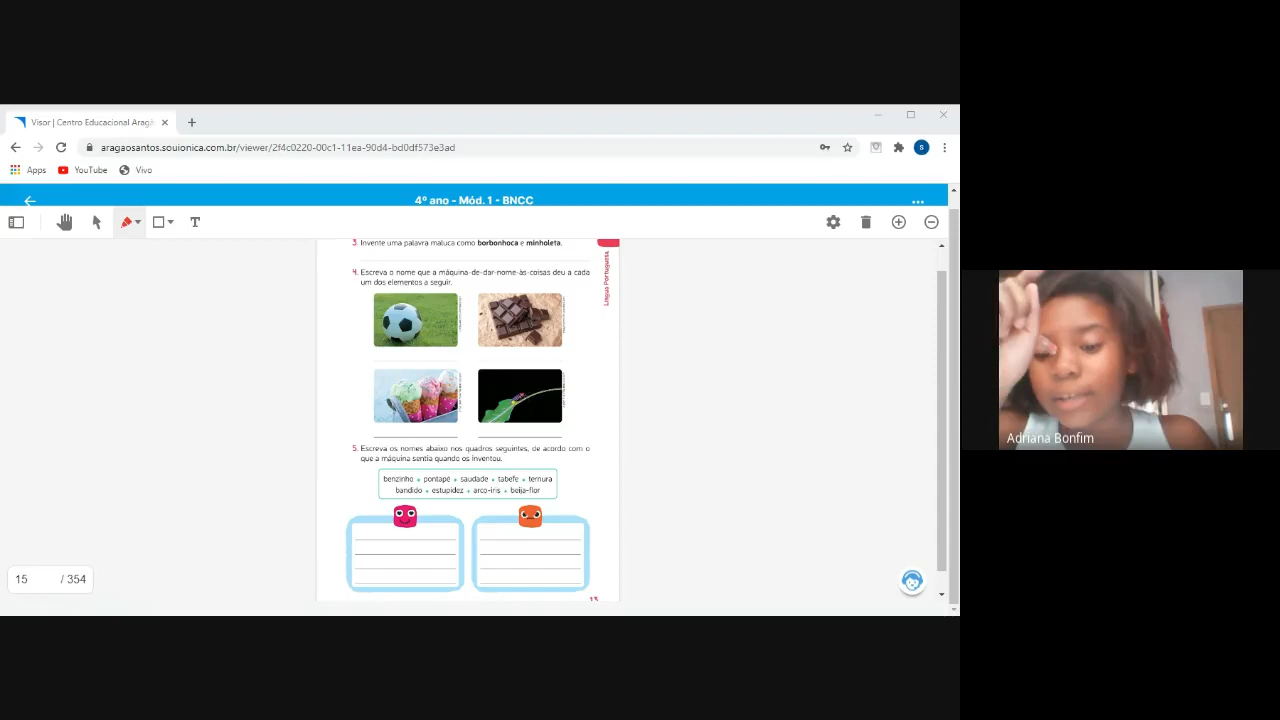 Visor | Centro Educacional Arag
aragaosantos.souionica.com.br/viewer/2f4c0220-00c1-11ea-90d4-bd0df573e3ad
S
Apps YouTube Vivo
4º ano - Mód. 1 - BNCC
T
3. Invente uma palavra maluca como borbonhoca e minholeta.
Língua Portuguesa
4. Escreva o nome que a máquina-de-dar-nome-às-coisas deu a cada
um dos elementos a seguir.
5. Escreva os nomes abaixo nos quadros seguintes, de acordo com o
que a máquina sentia quando os inventou.
benzinho • pontapé • saudade • tabefe • ternura
bandido • estupidez • arco-íris • beija-flor
15 / 354
13
Adriana Bonfim